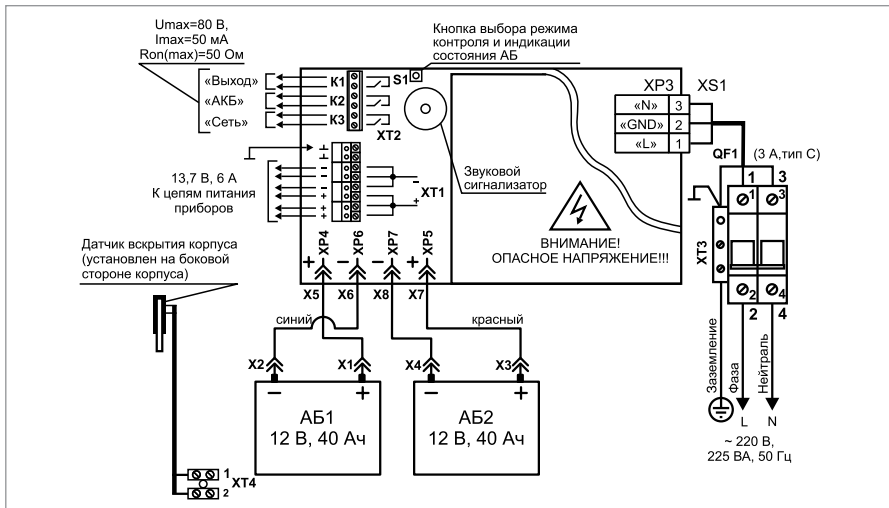 Umax=80 В,
Imax=50 мА
Ron(max)=50 Ом
«Выход»
«АКБ»
«Сеть»
K1
K2
K3
XT2
S1
Кнопка выбора режима
контроля и индикации
состояния АБ
Звуковой
сигнализатор
13,7 В, 6 А
К цепям питания
приборов
⊥
⊥
−
−
−
+
+
+
−
+
XT1
ВНИМАНИЕ!
ОПАСНОЕ НАПРЯЖЕНИЕ!!!
XP3
XS1
«N» 3
«GND» 2
«L» 1
QF1 (3 А,тип С)
1 3
1 3
XT3
2 4
2 4
Заземление
Фаза
Нейтраль
L N
~ 220 В,
225 ВА, 50 Гц
Датчик вскрытия корпуса
(установлен на боковой
стороне корпуса)
XP4
XP6
XP7
XP5
+ − − +
X5 X6 X8 X7
синий
красный
X2 X1 X4 X3
− +
АБ1
12 В, 40 Ач
− +
АБ2
12 В, 40 Ач
1
2
XT4